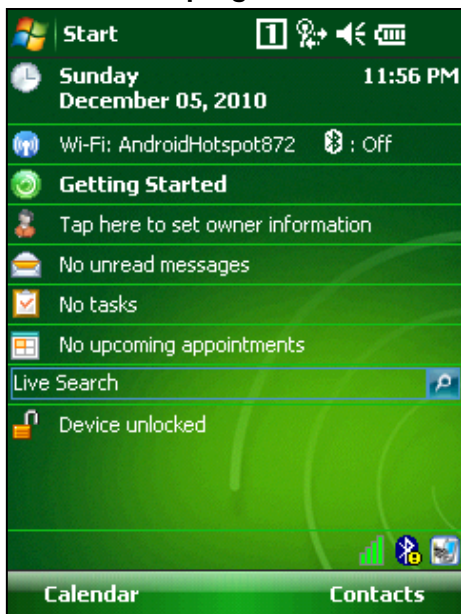 Start 1
Sunday 11:56 PM
December 05, 2010
Wi-Fi: AndroidHotspot872 : Off
Getting Started
Tap here to set owner information
No unread messages
No tasks
No upcoming appointments
Live Search
Device unlocked
Calendar Contacts